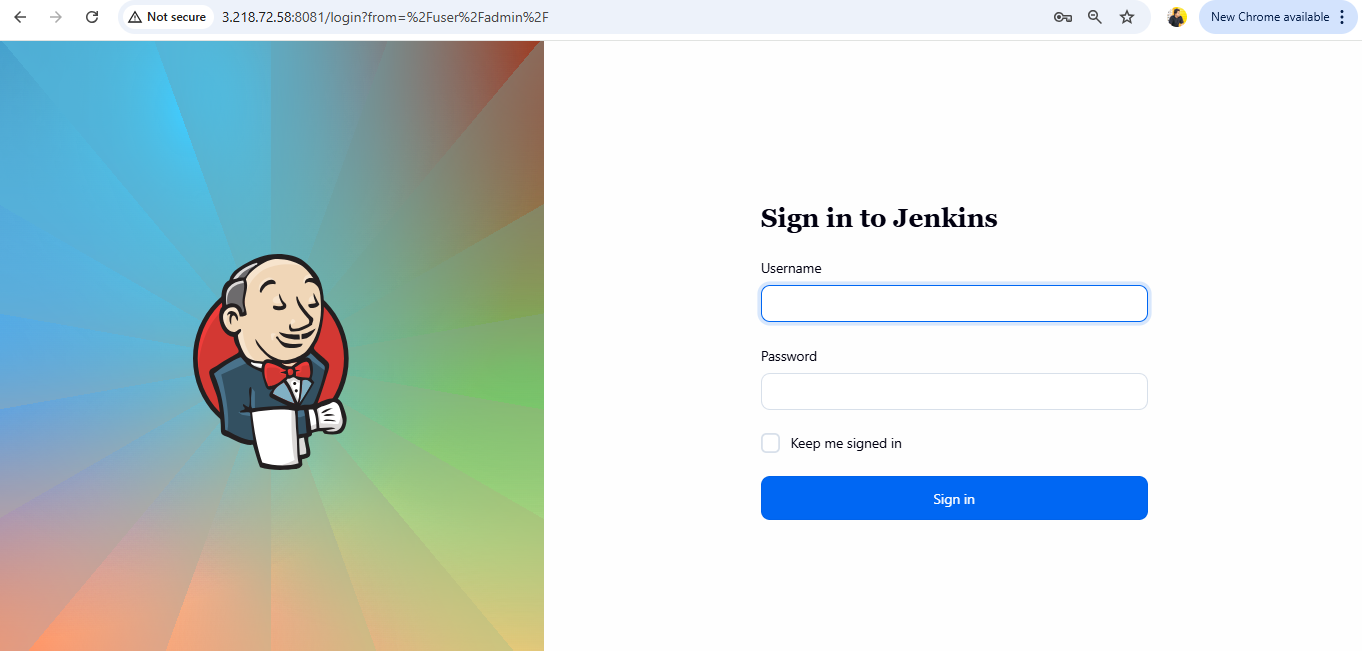 Not secure 3.218.72.58:8081/login?from=%2Fuser%2Fadmin%2F New Chrome available
Sign in to Jenkins
Username
Password
Keep me signed in
Sign in